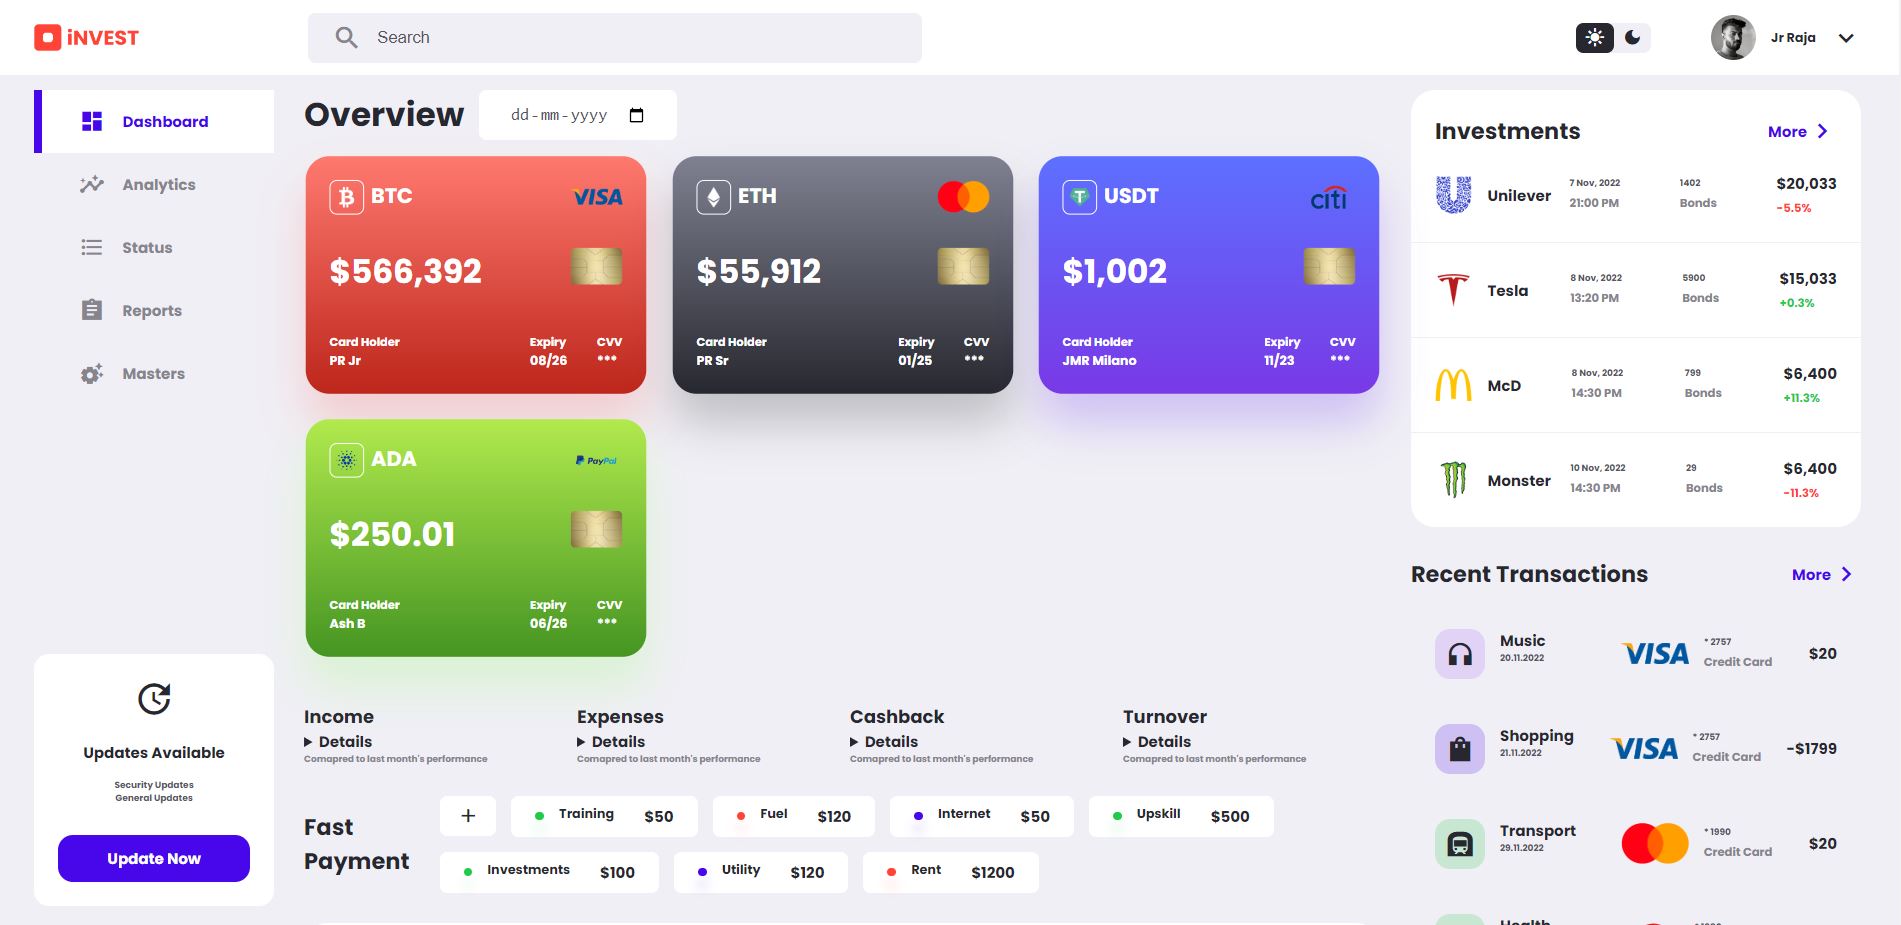 iNVEST
Search
Jr Raja
Dashboard
Analytics
Status
Reports
Masters
Updates Available
Security Updates
General Updates
Update Now
Overview
dd-mm-yyyy
BTC
VISA
$566,392
Card Holder
Expiry
CVV
PR Jr
08/26
***
ETH
$55,912
Card Holder
Expiry
CVV
PR Sr
01/25
***
USDT
citi
$1,002
Card Holder
Expiry
CVV
JMR Milano
11/23
***
ADA
PayPal
$250.01
Card Holder
Expiry
CVV
Ash B
06/26
***
Income
Details
Comapred to last month's performance
Expenses
Details
Comapred to last month's performance
Cashback
Details
Comapred to last month's performance
Turnover
Details
Comapred to last month's performance
Fast
Payment
+
Training $50
Fuel $120
Internet $50
Upskill $500
Investments $100
Utility $120
Rent $1200
Investments
More
Unilever
7 Nov, 2022
21:00 PM
1402
Bonds
$20,033
-5.5%
Tesla
8 Nov, 2022
13:20 PM
5900
Bonds
$15,033
+0.3%
McD
8 Nov, 2022
14:30 PM
799
Bonds
$6,400
+11.3%
Monster
10 Nov, 2022
14:30 PM
29
Bonds
$6,400
-11.3%
Recent Transactions
More
Music
20.11.2022
VISA
* 2757
Credit Card
$20
Shopping
21.11.2022
VISA
* 2757
Credit Card
-$1799
Transport
29.11.2022
* 1990
Credit Card
$20